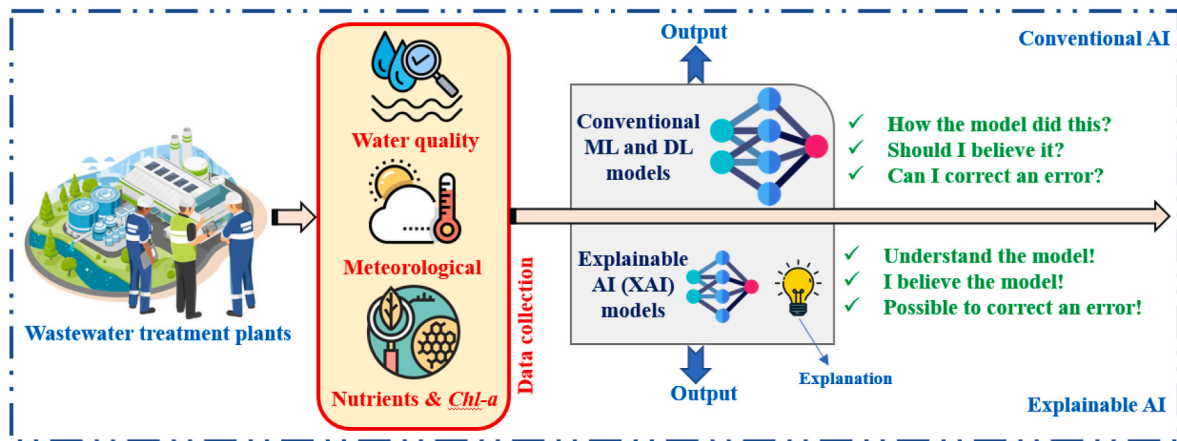 Output
Conventional AI
Water quality
Conventional
ML and DL
models
✓ How the model did this?
✓ Should I believe it?
✓ Can I correct an error?
Meteorological
Wastewater treatment plants
Nutrients & Chl-a
Data collection
Explainable
AI (XAI)
models
✓ Understand the model!
✓ I believe the model!
✓ Possible to correct an error!
Explanation
Output
Explainable AI